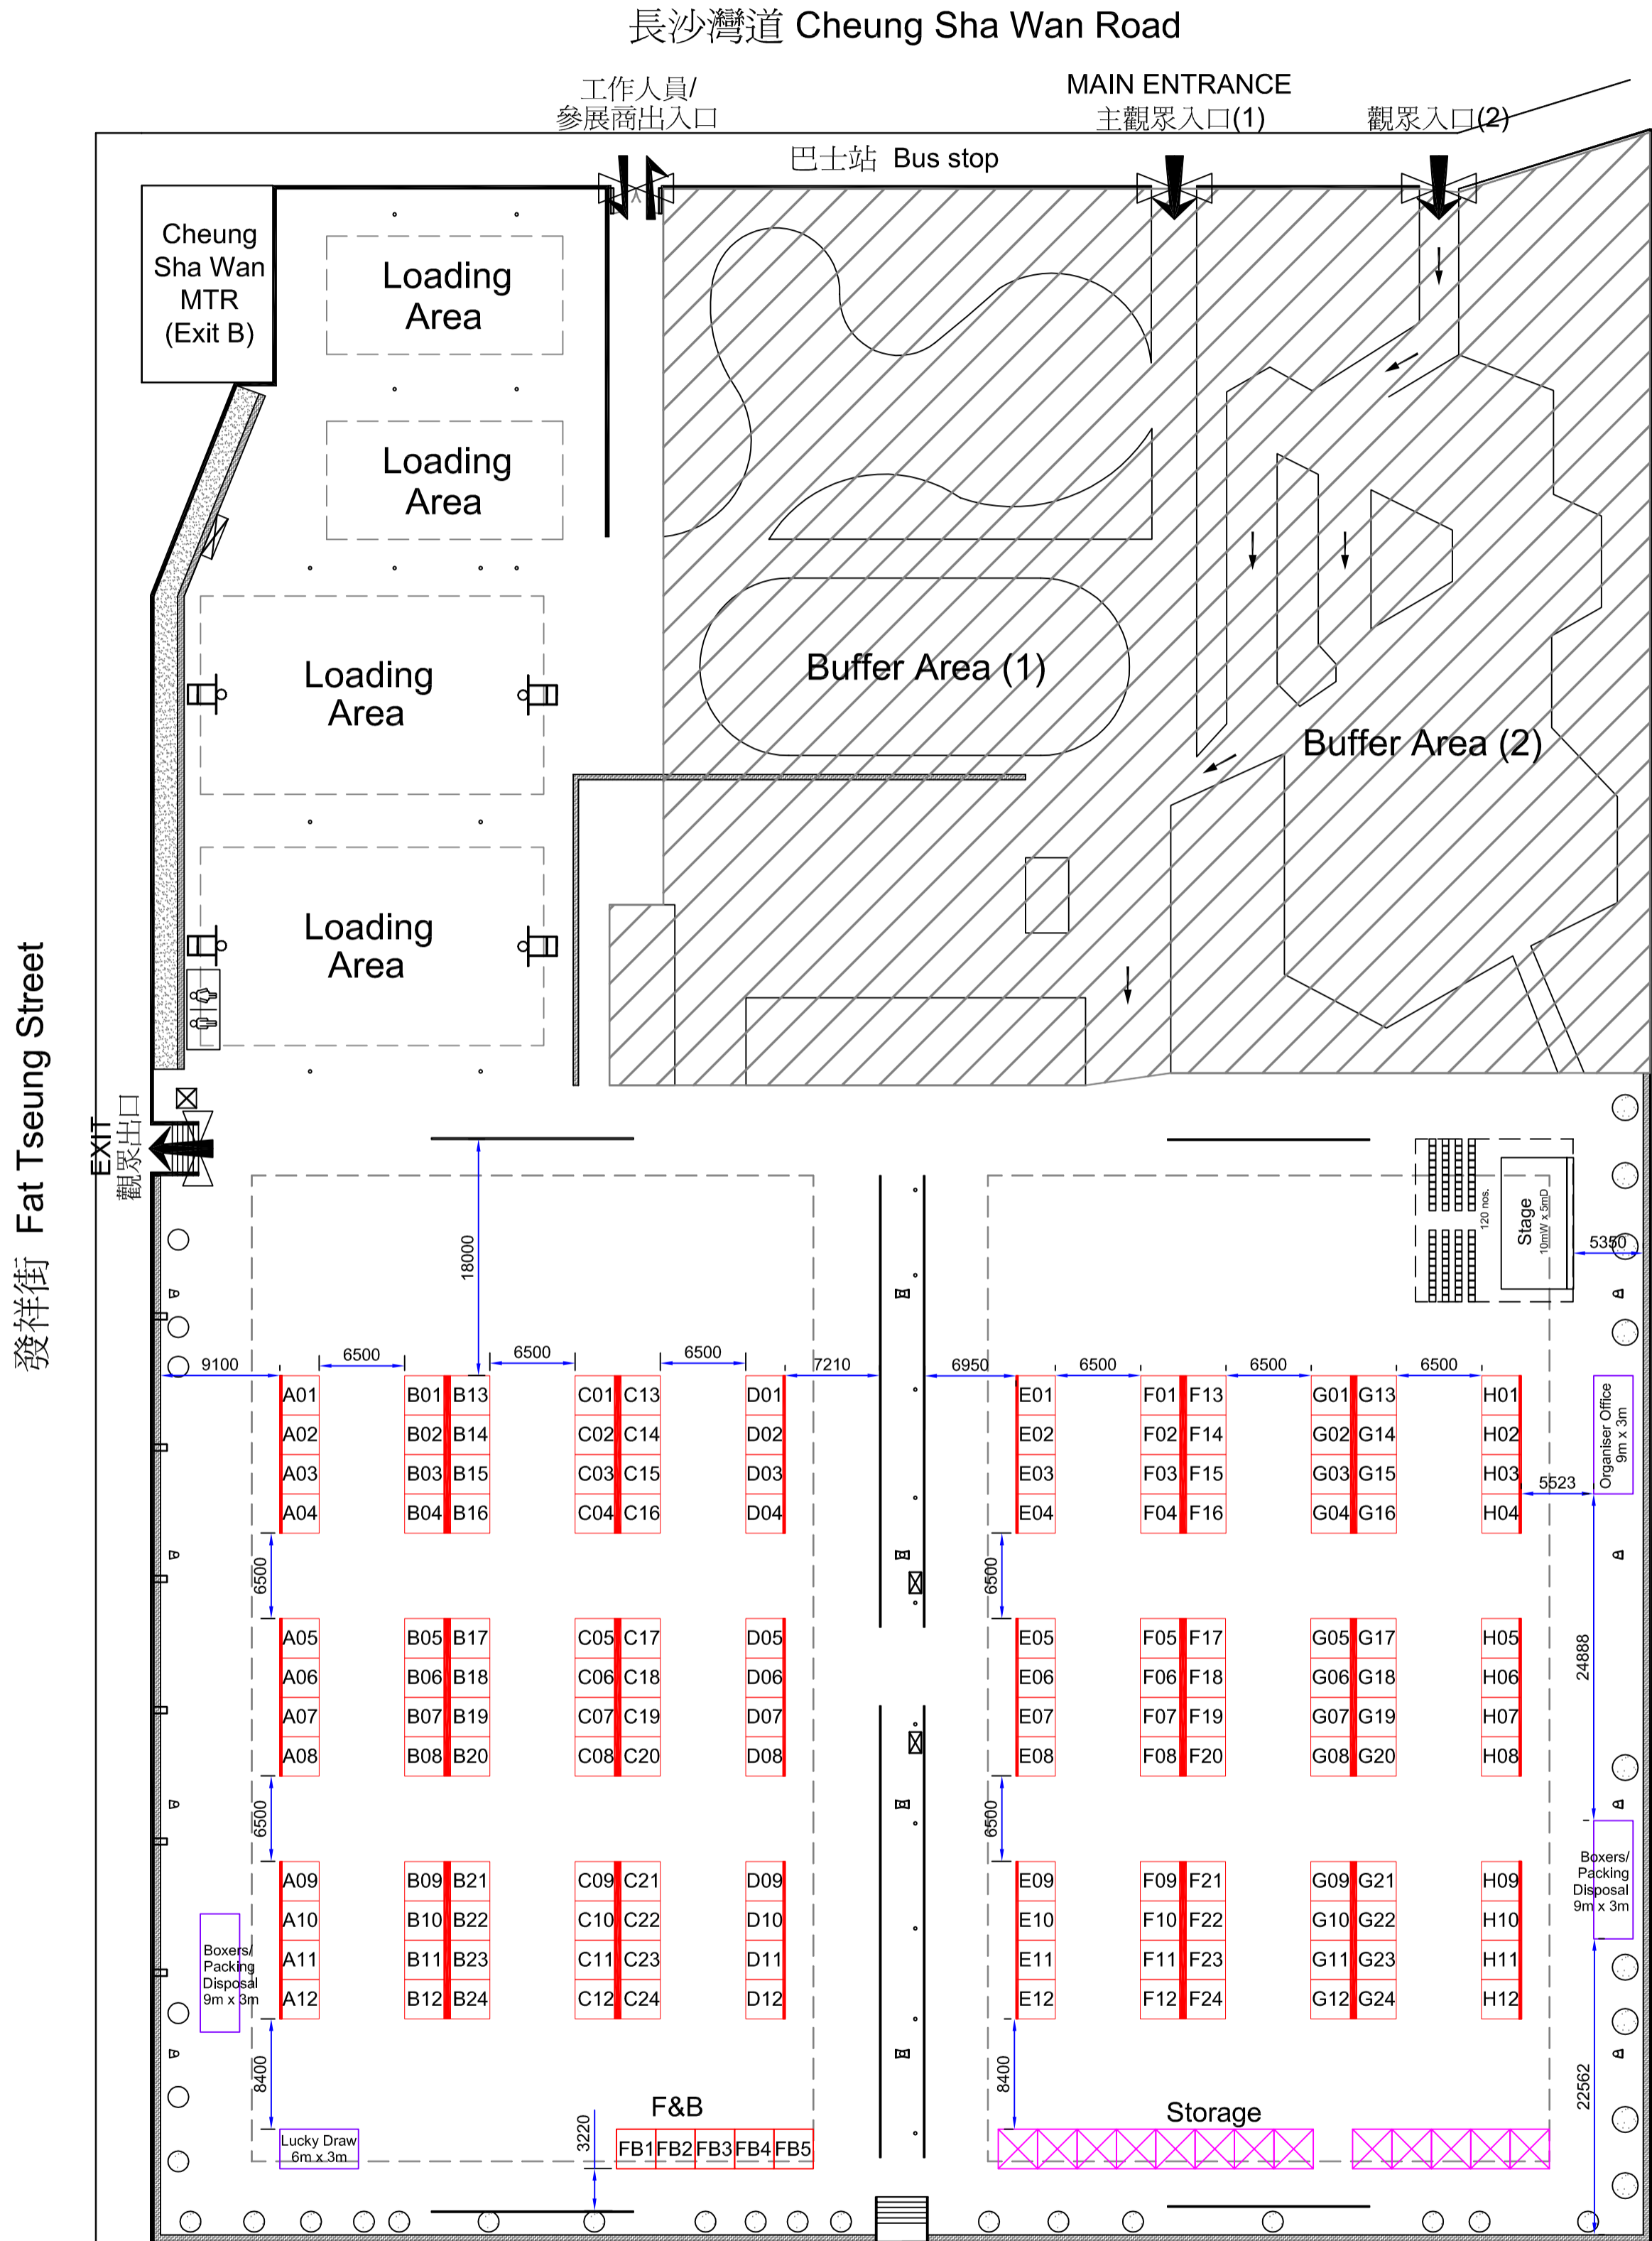 長沙灣道 Cheung Sha Wan Road
工作人員/
參展商出入口
MAIN ENTRANCE
主觀眾入口(1)
觀眾入口(2)
巴士站 Bus stop
Cheung
Sha Wan
MTR
(Exit B)
Loading
Area
Loading
Area
Loading
Area
Loading
Area
Buffer Area (1)
Buffer Area (2)
發祥街 Fat Tseung Street
EXIT
觀眾出口
18000
120 nos.
Stage
10mW x 5mD
5350
9100
6500
6500
6500
7210
6950
6500
6500
6500
A01 B01 B13 C01 C13 D01 E01 F01 F13 G01 G13 H01
A02 B02 B14 C02 C14 D02 E02 F02 F14 G02 G14 H02
A03 B03 B15 C03 C15 D03 E03 F03 F15 G03 G15 H03
A04 B04 B16 C04 C16 D04 E04 F04 F16 G04 G16 H04
Organiser Office
9m x 3m
5523
6500
6500
24888
A05 B05 B17 C05 C17 D05 E05 F05 F17 G05 G17 H05
A06 B06 B18 C06 C18 D06 E06 F06 F18 G06 G18 H06
A07 B07 B19 C07 C19 D07 E07 F07 F19 G07 G19 H07
A08 B08 B20 C08 C20 D08 E08 F08 F20 G08 G20 H08
6500
6500
A09 B09 B21 C09 C21 D09 E09 F09 F21 G09 G21 H09
A10 B10 B22 C10 C22 D10 E10 F10 F22 G10 G22 H10
A11 B11 B23 C11 C23 D11 E11 F11 F23 G11 G23 H11
A12 B12 B24 C12 C24 D12 E12 F12 F24 G12 G24 H12
Boxers/
Packing
Disposal
9m x 3m
Boxers/
Packing
Disposal
9m x 3m
8400
8400
22562
F&B
Storage
Lucky Draw
6m x 3m
3220
FB1 FB2 FB3 FB4 FB5